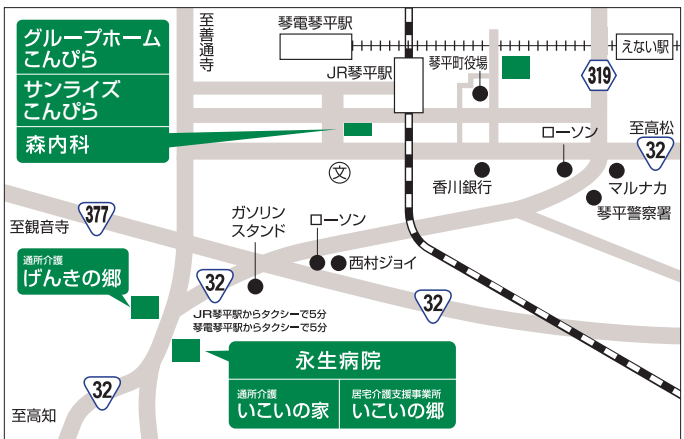 グループホーム
こんぴら
サンライズ
こんぴら
森内科
至善通寺
琴電琴平駅
JR琴平駅
琴平町役場
えない駅
319
ローソン
至高松
32
文
香川銀行
マルナカ
琴平警察署
377
至観音寺
ガソリン
スタンド
ローソン
西村ジョイ
通所介護
げんきの郷
32
32
JR琴平駅からタクシーで5分
琴電琴平駅からタクシーで5分
永生病院
通所介護
いこいの家
居宅介護支援事業所
いこいの郷
32
至高知